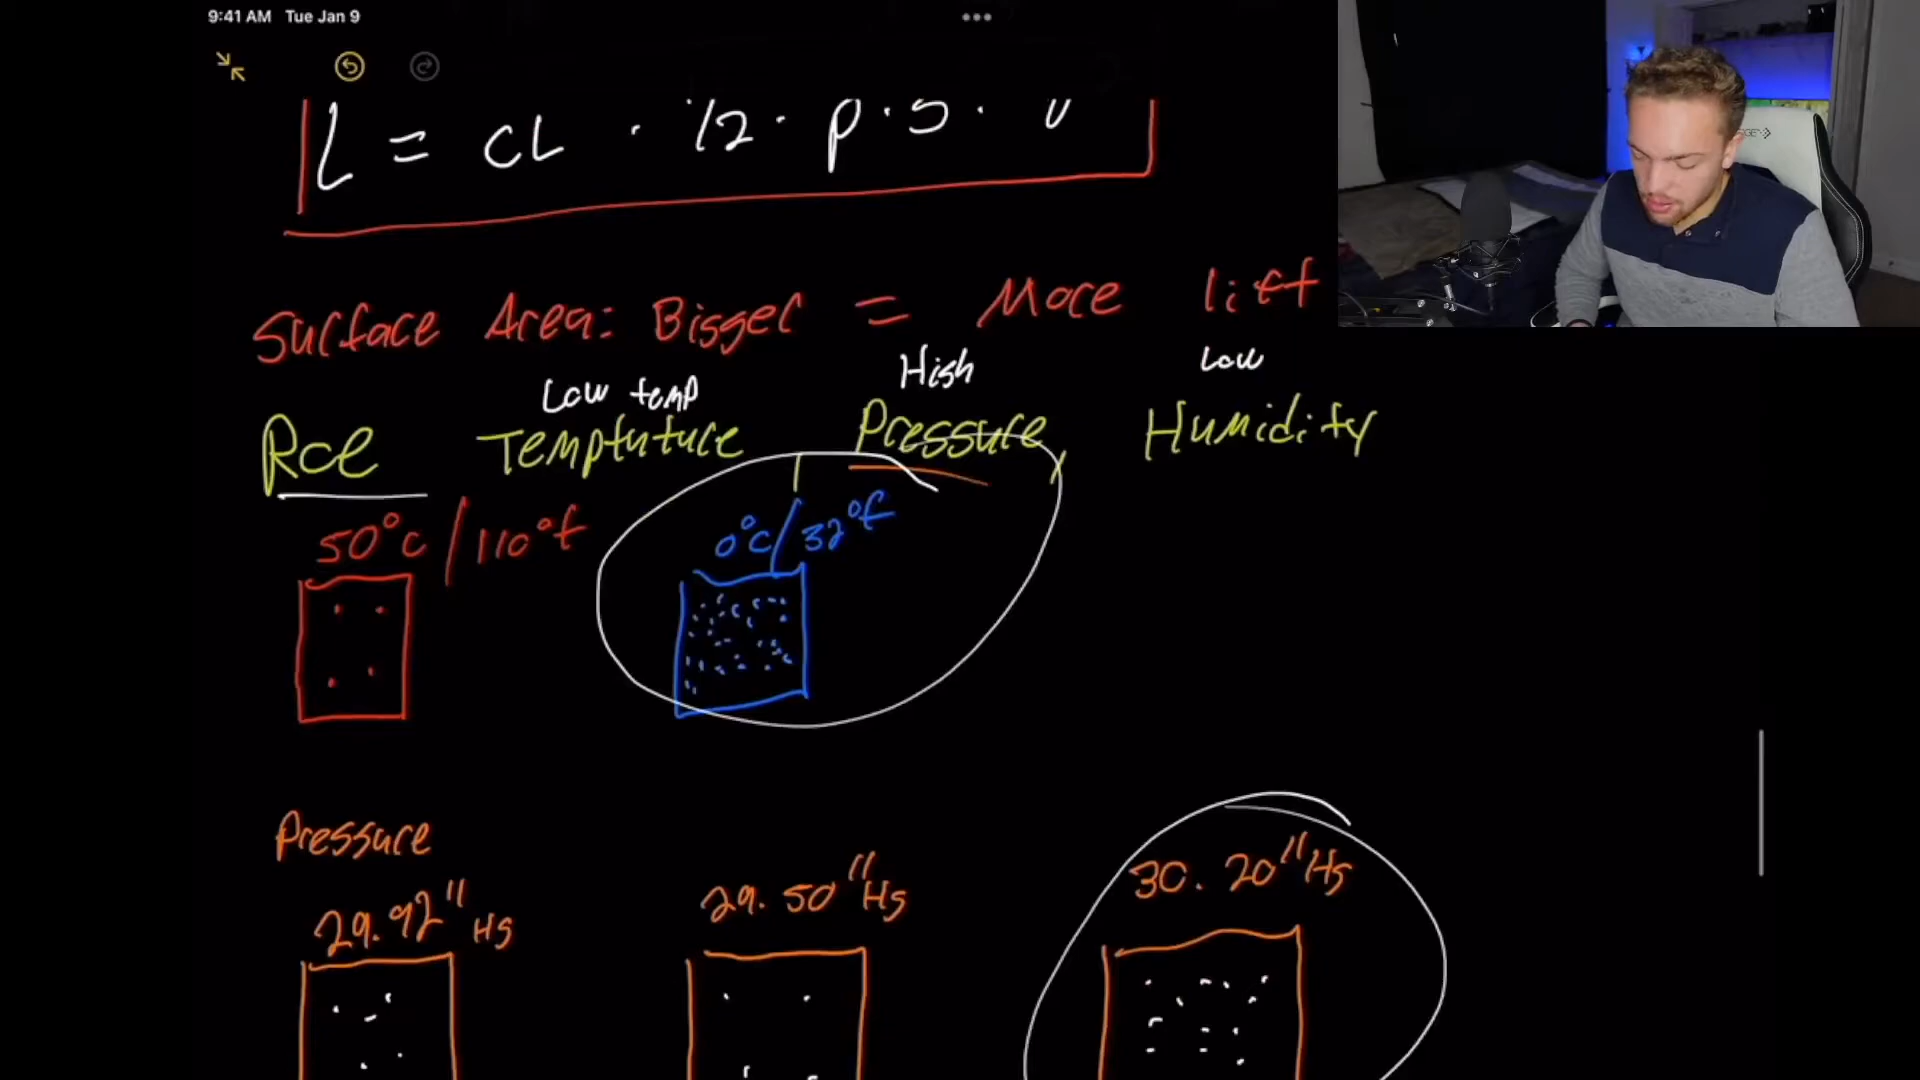 9:41 AM Tue Jan 9
L = CL · 1/2 · p · s · v
Surface Area: Bigger = More lift
Low temp High Low
Roe Temptuture Pressure Humidity
50°C / 110°f 0°C / 32°f
Pressure
29.92" Hg 29.50" Hg 30.20" Hg